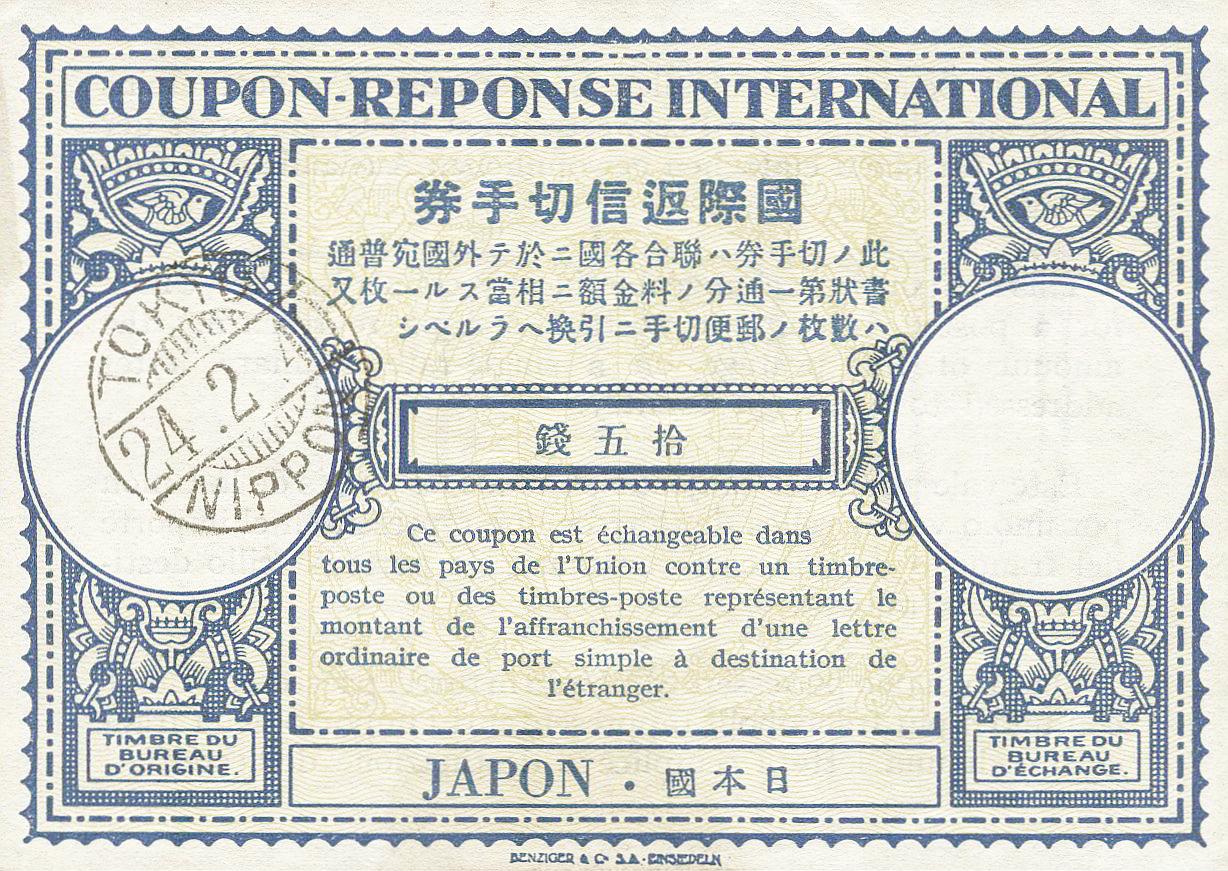 COUPON-REPONSE INTERNATIONAL
國際返信切手券
此ノ切手券ハ聯合各國ニ於テ外國宛普通
書狀第一通分ノ料金額ニ相當スル一枚又
ハ數枚ノ郵便切手ニ引換ヘラルベシ
TOKYO
24.2
NIPPON
拾五錢
Ce coupon est échangeable dans
tous les pays de l'Union contre un timbre-
poste ou des timbres-poste représentant le
montant de l'affranchissement d'une lettre
ordinaire de port simple à destination de
l'étranger.
TIMBRE DU
BUREAU
D'ORIGINE.
JAPON · 日本國
TIMBRE DU
BUREAU
D'ÉCHANGE.
BENZIGER & Co S.A. EINSIEDELN